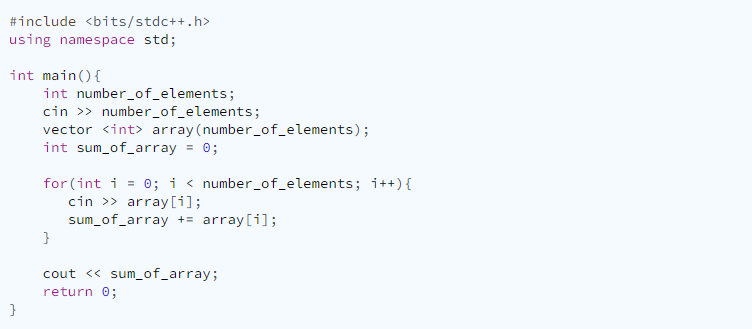 #include <bits/stdc++.h>
using namespace std;

int main(){
    int number_of_elements;
    cin >> number_of_elements;
    vector <int> array(number_of_elements);
    int sum_of_array = 0;

    for(int i = 0; i < number_of_elements; i++){
       cin >> array[i];
       sum_of_array += array[i];
    }

    cout << sum_of_array;
    return 0;
}